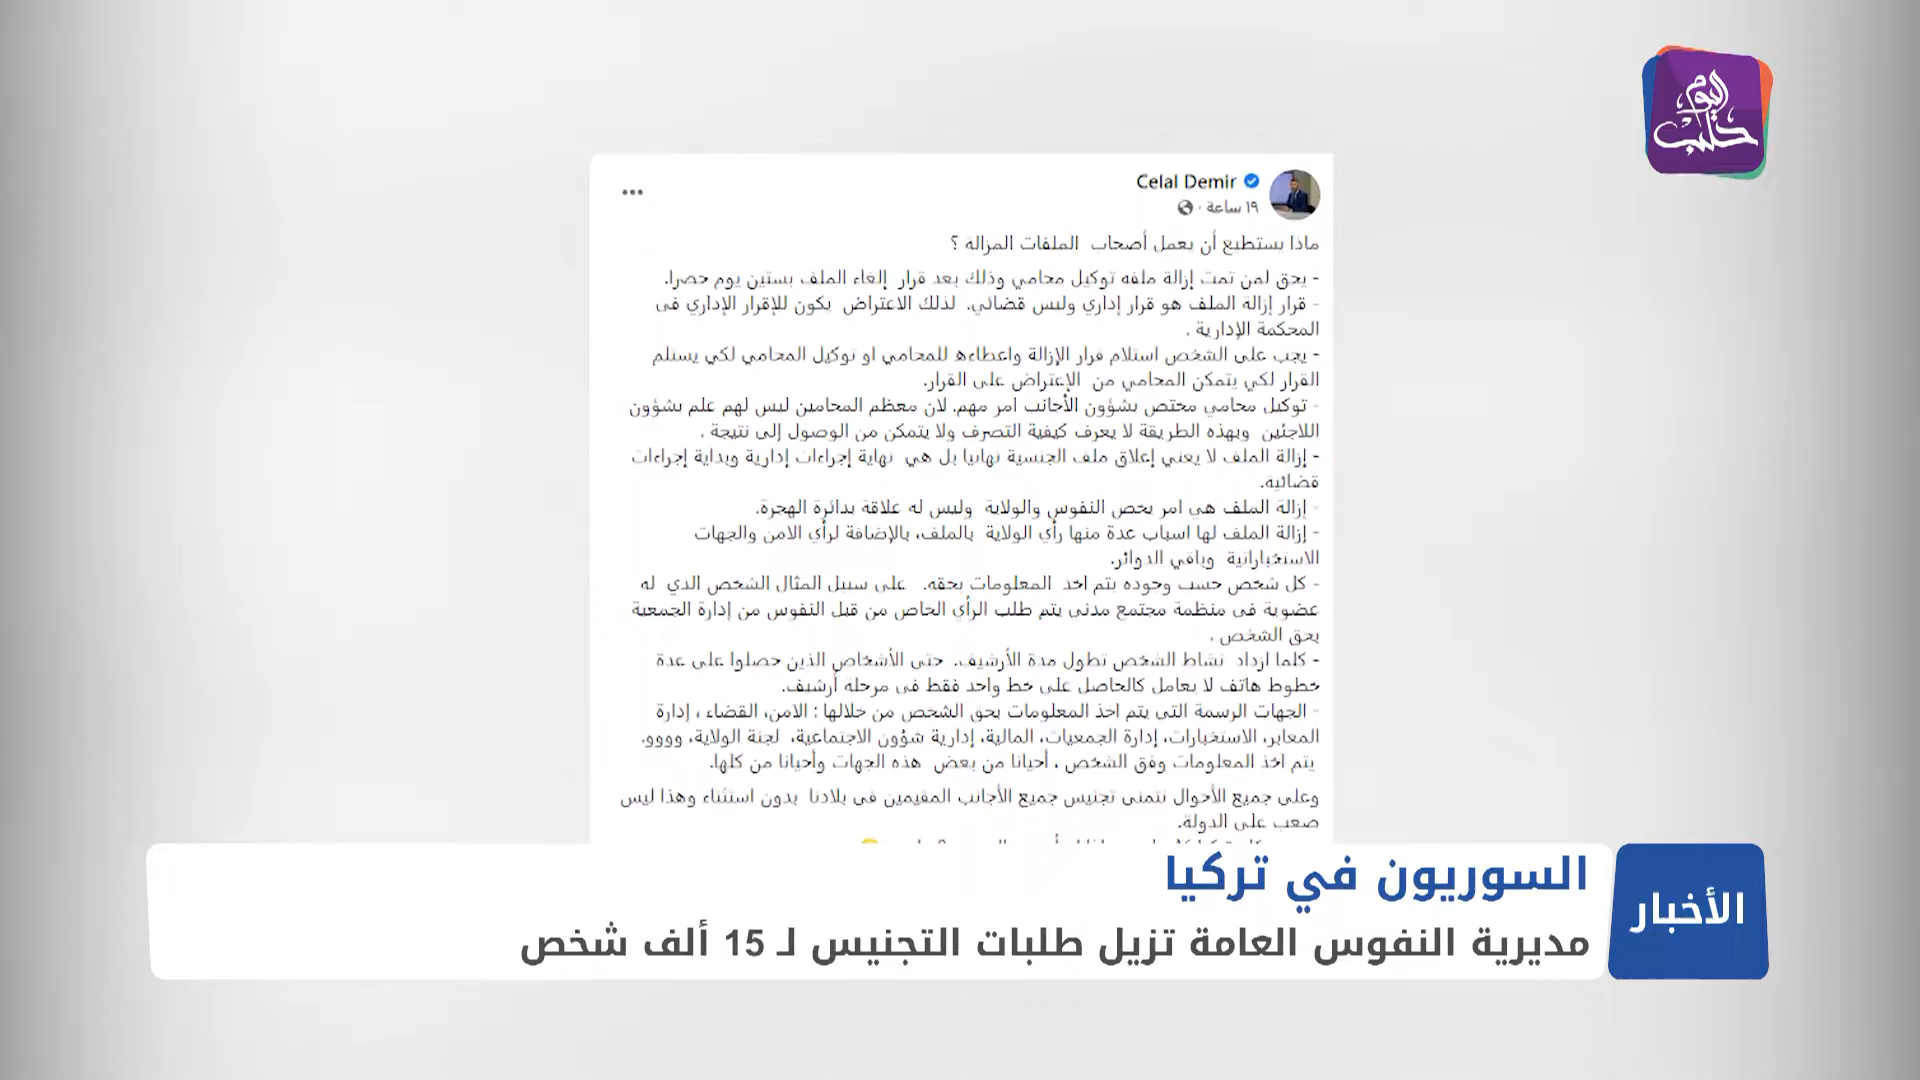 حلب اليوم
Celal Demir
١٩ ساعة ·
ماذا يستطيع أن يعمل أصحاب الملفات المزاله ؟
- يحق لمن تمت إزالة ملفه توكيل محامي وذلك بعد قرار إلغاء الملف بستين يوم حصرا.
- قرار إزالة الملف هو قرار إداري وليس قضائي. لذلك الاعتراض يكون للإقرار الإداري في
المحكمة الإدارية .
- يجب على الشخص استلام قرار الإزالة واعطاءه للمحامي او توكيل المحامي لكي يستلم
القرار لكي يتمكن المحامي من الإعتراض على القرار.
- توكيل محامي مختص بشؤون الأجانب امر مهم. لان معظم المحامين ليس لهم علم بشؤون
اللاجئين وبهذه الطريقة لا يعرف كيفية التصرف ولا يتمكن من الوصول إلى نتيجة .
- إزالة الملف لا يعني إغلاق ملف الجنسية نهائيا بل هي نهاية إجراءات إدارية وبداية إجراءات
قضائية.
- إزالة الملف هي امر يخص النفوس والولاية وليس له علاقة بدائرة الهجرة.
- إزالة الملف لها اسباب عدة منها رأي الولاية بالملف، بالإضافة لرأي الامن والجهات
الاستخباراتية وباقي الدوائر.
- كل شخص حسب وجوده يتم اخذ المعلومات بحقه. على سبيل المثال الشخص الذي له
عضوية في منظمة مجتمع مدني يتم طلب الرأي الخاص من قبل النفوس من إدارة الجمعية
بحق الشخص .
- كلما ازداد نشاط الشخص تطول مدة الأرشيف. حتى الأشخاص الذين حصلوا على عدة
خطوط هاتف لا يعامل كالحاصل على خط واحد فقط في مرحلة أرشيف.
- الجهات الرسمة التي يتم اخذ المعلومات بحق الشخص من خلالها : الامن، القضاء ، إدارة
المعابر، الاستخبارات، إدارة الجمعيات، المالية، إدارية شؤون الاجتماعية، لجنة الولاية، وووو.
يتم اخذ المعلومات وفق الشخص ، أحيانا من بعض هذه الجهات وأحيانا من كلها.
وعلى جميع الأحوال نتمنى تجنيس جميع الأجانب المقيمين في بلادنا بدون استثناء وهذا ليس
صعب على الدولة.
السوريون في تركيا
الأخبار
مديرية النفوس العامة تزيل طلبات التجنيس لـ 15 ألف شخص